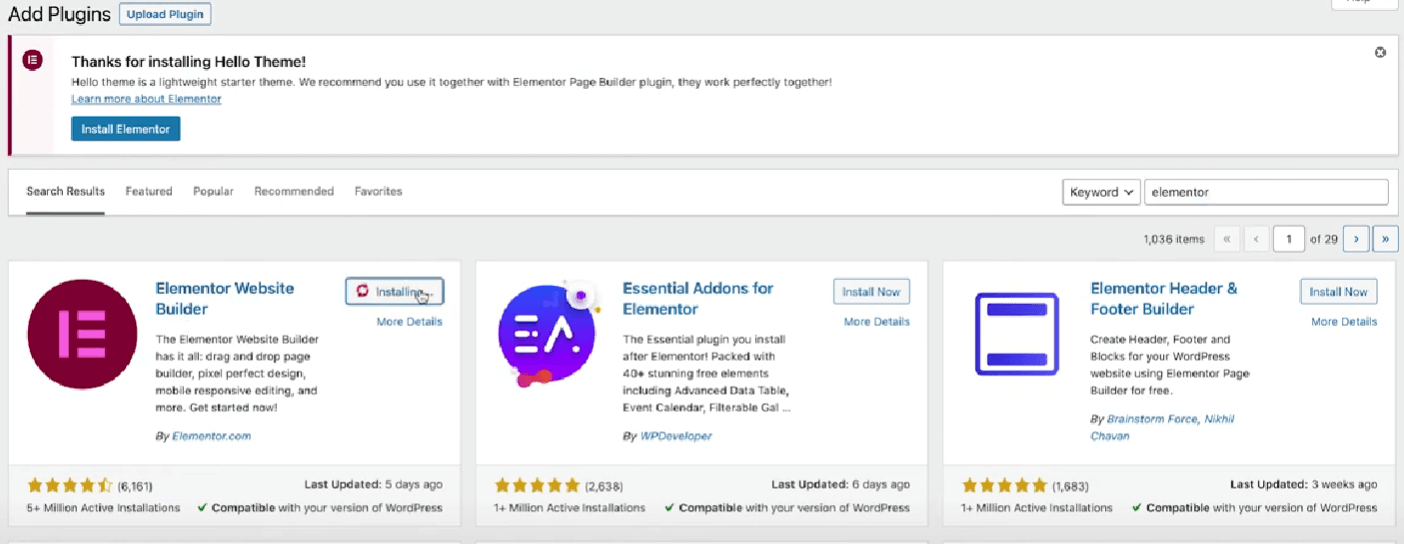 Add Plugins
Upload Plugin
Thanks for installing Hello Theme!
Hello theme is a lightweight starter theme. We recommend you use it together with Elementor Page Builder plugin, they work perfectly together!
Learn more about Elementor
Install Elementor
Search Results
Featured
Popular
Recommended
Favorites
Keyword
elementor
1,036 items
«
‹
1
of 29
›
»
Elementor Website
Builder
Installing...
More Details
The Elementor Website Builder
has it all: drag and drop page
builder, pixel perfect design,
mobile responsive editing, and
more. Get started now!
By Elementor.com
(6,161)
Last Updated: 5 days ago
5+ Million Active Installations
✔ Compatible with your version of WordPress
Essential Addons for
Elementor
Install Now
More Details
The Essential plugin you install
after Elementor! Packed with
40+ stunning free elements
including Advanced Data Table,
Event Calendar, Filterable Gal ...
By WPDeveloper
(2,638)
Last Updated: 6 days ago
1+ Million Active Installations
✔ Compatible with your version of WordPress
Elementor Header &
Footer Builder
Install Now
More Details
Create Header, Footer and
Blocks for your WordPress
website using Elementor Page
Builder for free.
By Brainstorm Force, Nikhil
Chavan
(1,683)
Last Updated: 3 weeks ago
1+ Million Active Installations
✔ Compatible with your version of WordPress